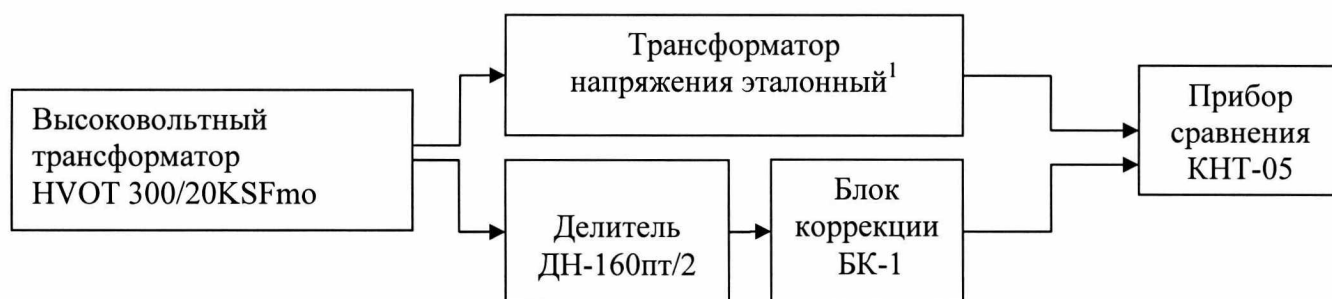 Высоковольтный
трансформатор
HVOT 300/20KSFmo
Трансформатор
напряжения эталонный¹
Делитель
ДН-160пт/2
Блок
коррекции
БК-1
Прибор
сравнения
КНТ-05